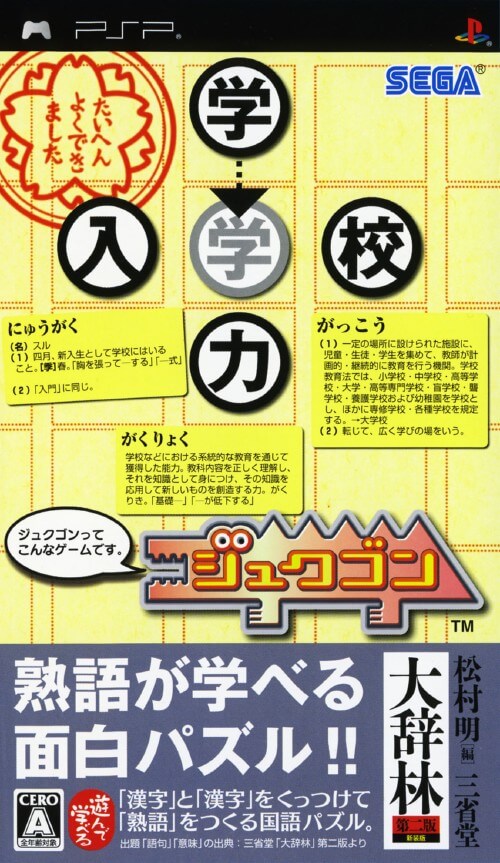 PSP
SEGA®
たいへん
よくでき
ました
学
入
学
校
力
にゅうがく
(名) スル
(1) 四月、新入生として学校にはいる
こと。[季]春。「胸を張って―する」「―式」
(2) 「入門」に同じ。
がっこう
(1) 一定の場所に設けられた施設に、
児童・生徒・学生を集めて、教師が計
画的・継続的に教育を行う機関。学校
教育法では、小学校・中学校・高等学
校・大学・高等専門学校・盲学校・聾
学校・養護学校および幼稚園を学校と
し、ほかに専修学校・各種学校を規定
する。→大学校
(2) 転じて、広く学びの場をいう。
がくりょく
学校などにおける系統的な教育を通じて
獲得した能力。教科内容を正しく理解し、
それを知識として身につけ、その知識を
応用して新しいものを創造する力。がく
りき。「基礎―」「―が低下する」
ジュクゴンって
こんなゲームです。
ジュクゴン
TM
熟語が学べる
面白パズル!!
松村明[編] 三省堂
大辞林
第二版
新装版
CERO
A
全年齢対象
遊んで
学べる
「漢字」と「漢字」をくっつけて
「熟語」をつくる国語パズル。
出題「語句」「意味」の出典:三省堂「大辞林」第二版より